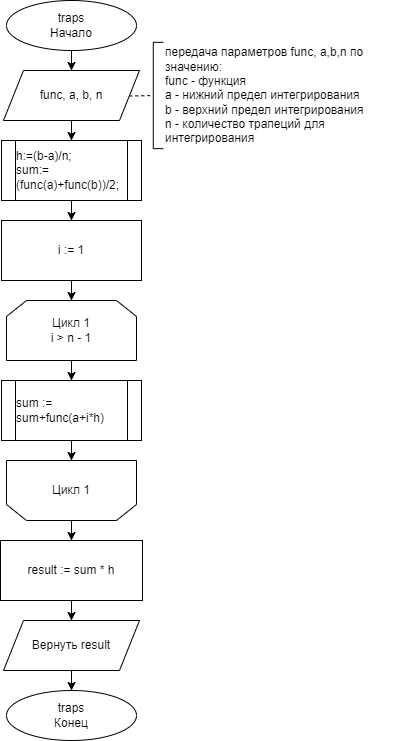 traps
Начало
передача параметров func, a,b,n по
значению:
func - функция
a - нижний предел интегрирования
b - верхний предел интегрирования
n - количество трапеций для
интегрирования
func, a, b, n
h:=(b-a)/n;
sum:=
(func(a)+func(b))/2;
i := 1
Цикл 1
i > n - 1
sum :=
sum+func(a+i*h)
Цикл 1
result := sum * h
Вернуть result
traps
Конец